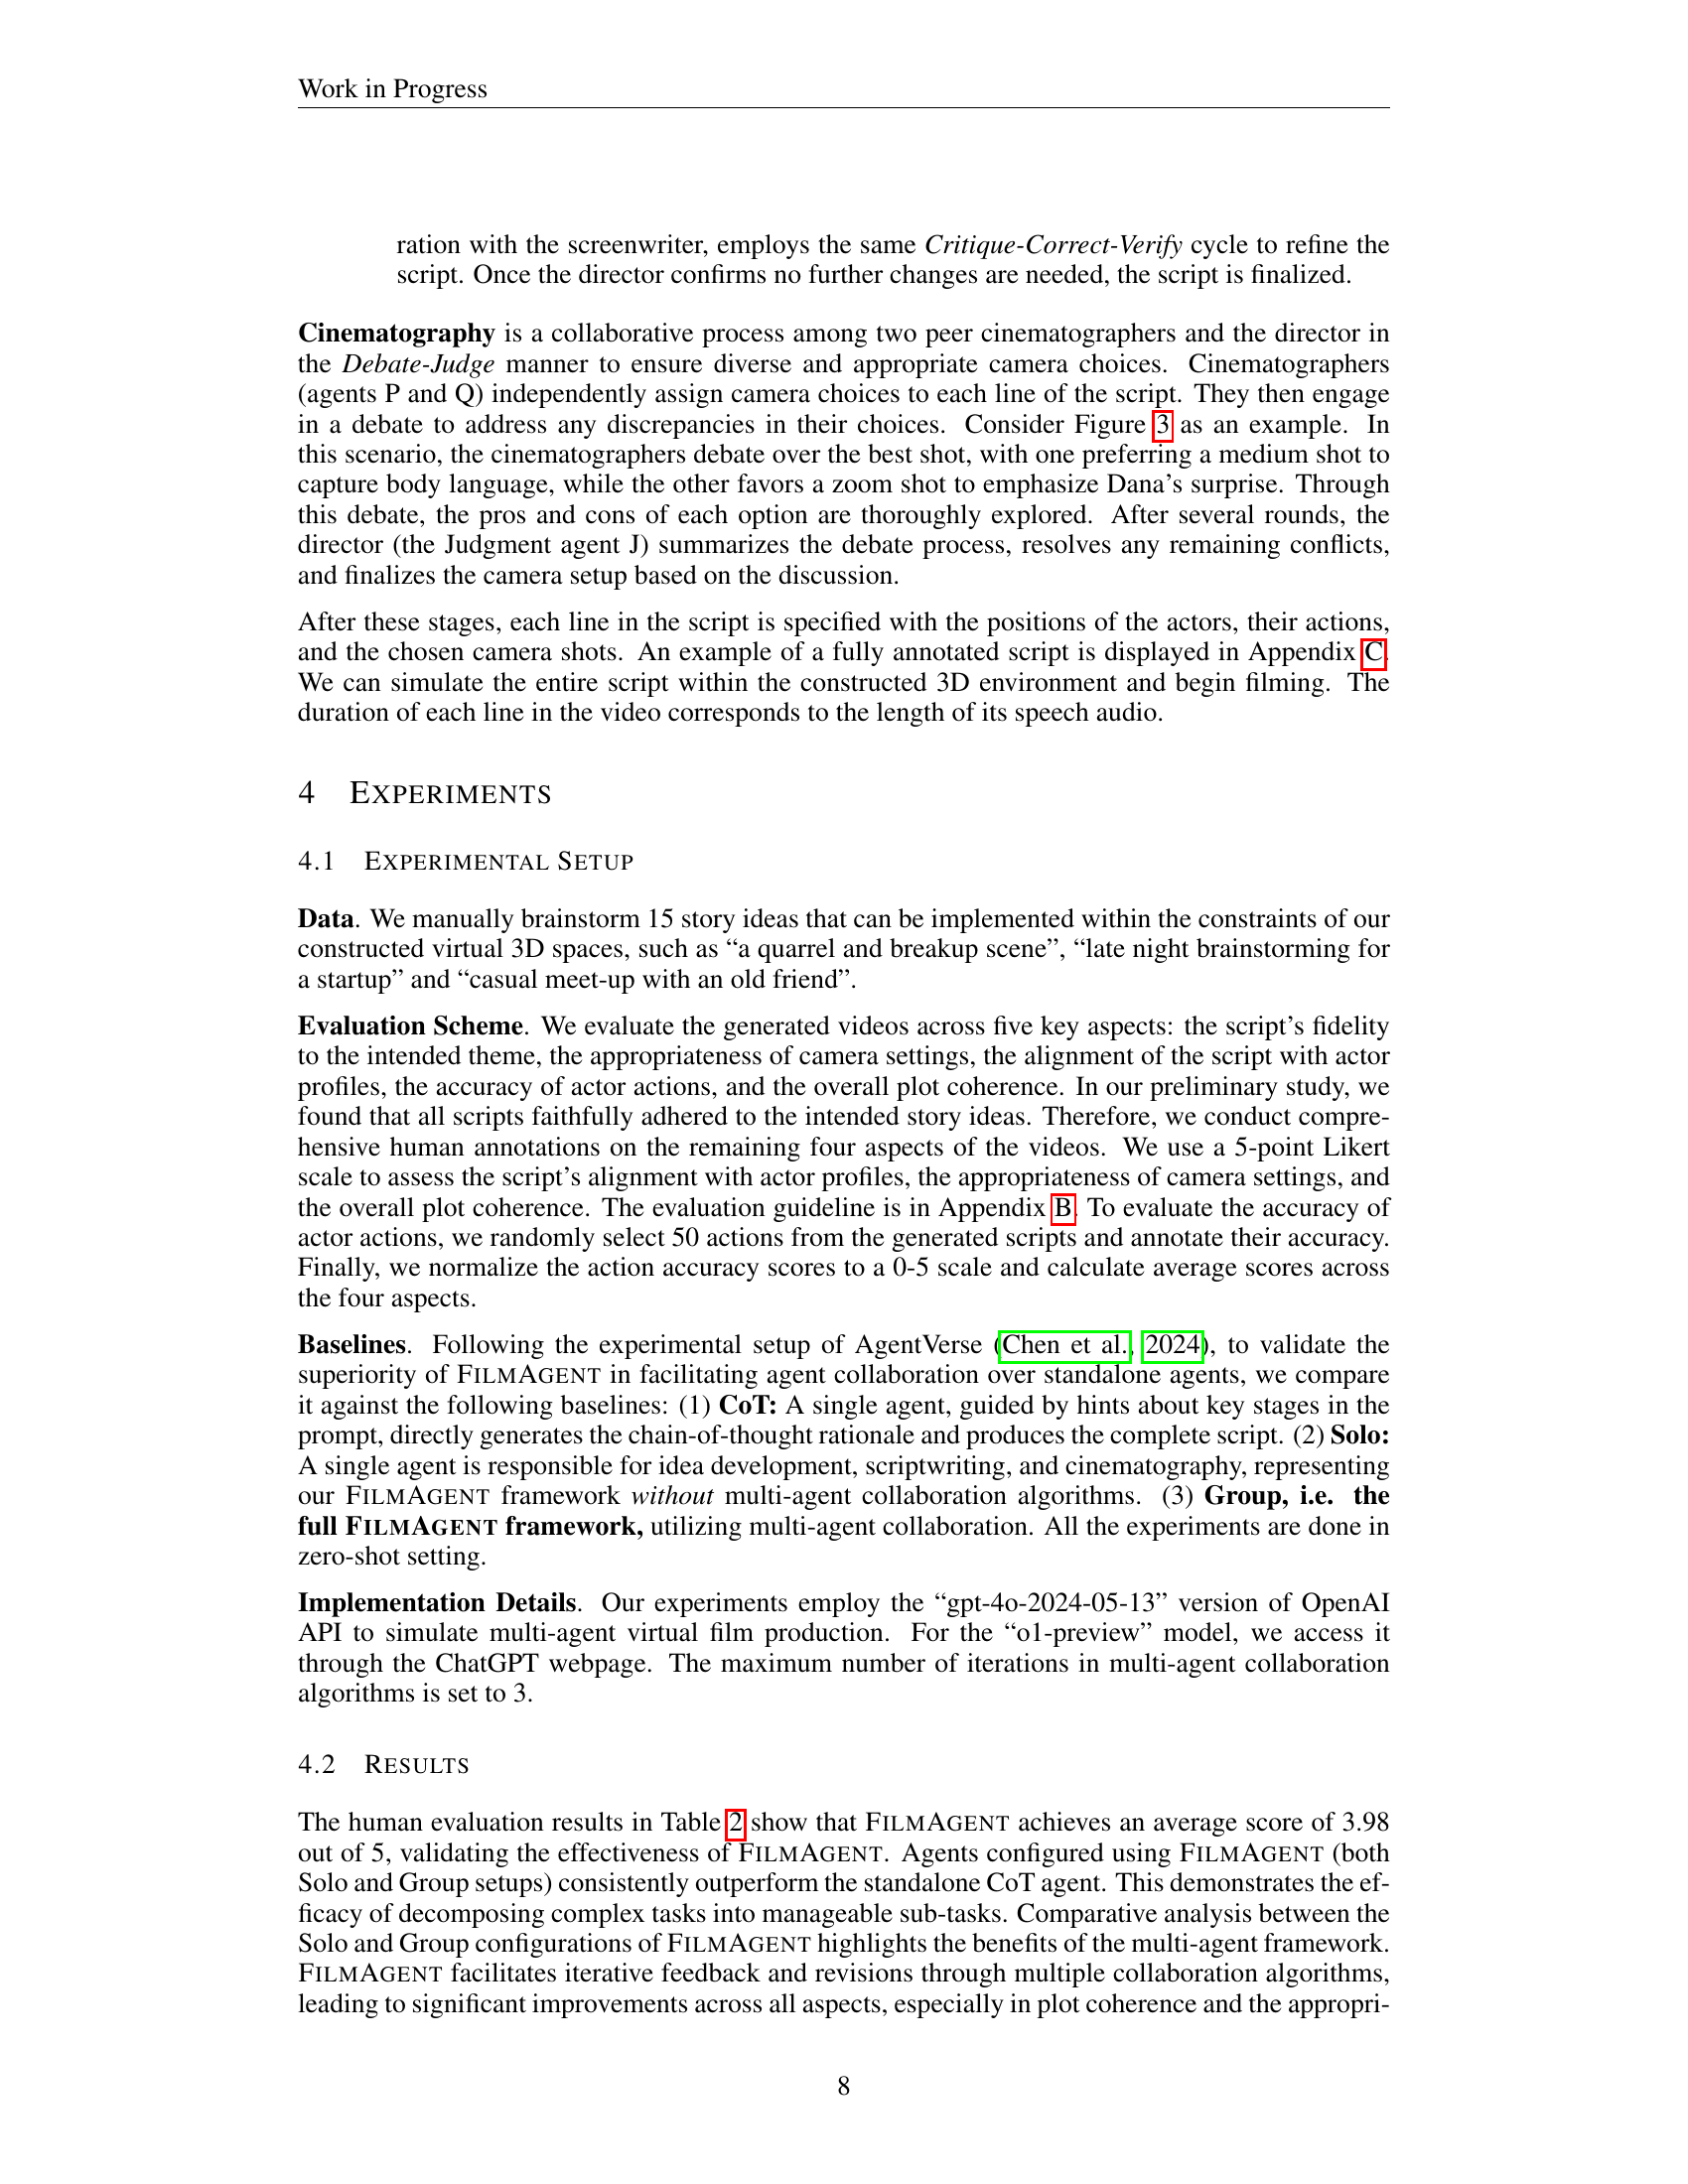 Work in Progress
ration with the screenwriter, employs the same Critique-Correct-Verify cycle to refine the
script. Once the director confirms no further changes are needed, the script is finalized.
Cinematography is a collaborative process among two peer cinematographers and the director in
the Debate-Judge manner to ensure diverse and appropriate camera choices. Cinematographers
(agents P and Q) independently assign camera choices to each line of the script. They then engage
in a debate to address any discrepancies in their choices. Consider Figure 3 as an example. In
this scenario, the cinematographers debate over the best shot, with one preferring a medium shot to
capture body language, while the other favors a zoom shot to emphasize Dana's surprise. Through
this debate, the pros and cons of each option are thoroughly explored. After several rounds, the
director (the Judgment agent J) summarizes the debate process, resolves any remaining conflicts,
and finalizes the camera setup based on the discussion.
After these stages, each line in the script is specified with the positions of the actors, their actions,
and the chosen camera shots. An example of a fully annotated script is displayed in Appendix C.
We can simulate the entire script within the constructed 3D environment and begin filming. The
duration of each line in the video corresponds to the length of its speech audio.
4 EXPERIMENTS
4.1 EXPERIMENTAL SETUP
Data. We manually brainstorm 15 story ideas that can be implemented within the constraints of our
constructed virtual 3D spaces, such as “a quarrel and breakup scene”, “late night brainstorming for
a startup” and “casual meet-up with an old friend”.
Evaluation Scheme. We evaluate the generated videos across five key aspects: the script's fidelity
to the intended theme, the appropriateness of camera settings, the alignment of the script with actor
profiles, the accuracy of actor actions, and the overall plot coherence. In our preliminary study, we
found that all scripts faithfully adhered to the intended story ideas. Therefore, we conduct compre-
hensive human annotations on the remaining four aspects of the videos. We use a 5-point Likert
scale to assess the script's alignment with actor profiles, the appropriateness of camera settings, and
the overall plot coherence. The evaluation guideline is in Appendix B. To evaluate the accuracy of
actor actions, we randomly select 50 actions from the generated scripts and annotate their accuracy.
Finally, we normalize the action accuracy scores to a 0-5 scale and calculate average scores across
the four aspects.
Baselines. Following the experimental setup of AgentVerse (Chen et al., 2024), to validate the
superiority of FILMAGENT in facilitating agent collaboration over standalone agents, we compare
it against the following baselines: (1) CoT: A single agent, guided by hints about key stages in the
prompt, directly generates the chain-of-thought rationale and produces the complete script. (2) Solo:
A single agent is responsible for idea development, scriptwriting, and cinematography, representing
our FILMAGENT framework without multi-agent collaboration algorithms. (3) Group, i.e. the
full FILMAGENT framework, utilizing multi-agent collaboration. All the experiments are done in
zero-shot setting.
Implementation Details. Our experiments employ the “gpt-4o-2024-05-13” version of OpenAI
API to simulate multi-agent virtual film production. For the “o1-preview” model, we access it
through the ChatGPT webpage. The maximum number of iterations in multi-agent collaboration
algorithms is set to 3.
4.2 RESULTS
The human evaluation results in Table 2 show that FILMAGENT achieves an average score of 3.98
out of 5, validating the effectiveness of FILMAGENT. Agents configured using FILMAGENT (both
Solo and Group setups) consistently outperform the standalone CoT agent. This demonstrates the ef-
ficacy of decomposing complex tasks into manageable sub-tasks. Comparative analysis between the
Solo and Group configurations of FILMAGENT highlights the benefits of the multi-agent framework.
FILMAGENT facilitates iterative feedback and revisions through multiple collaboration algorithms,
leading to significant improvements across all aspects, especially in plot coherence and the appropri-
8